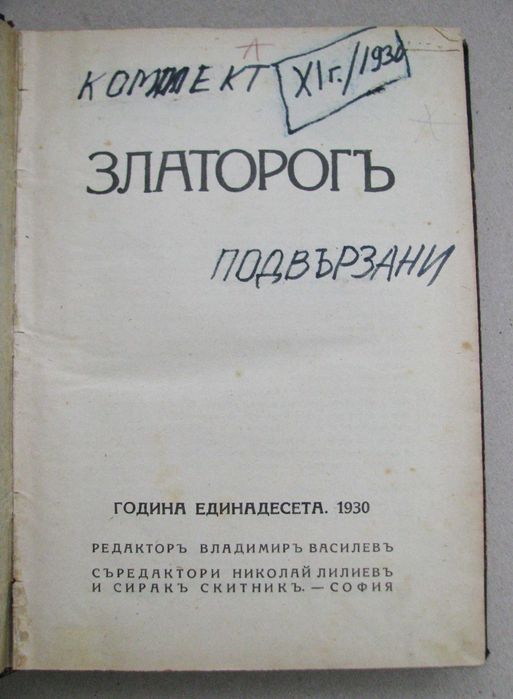 КОМПЛЕКТ XI г./1930
ЗЛАТОРОГЪ
ПОДВЪРЗАНИ
ГОДИНА ЕДИНАДЕСЕТА. 1930
РЕДАКТОРЪ ВЛАДИМИРЪ ВАСИЛЕВЪ
СЪРЕДАКТОРИ НИКОЛАЙ ЛИЛИЕВЪ
И СИРАКЪ СКИТНИКЪ. — СОФИЯ